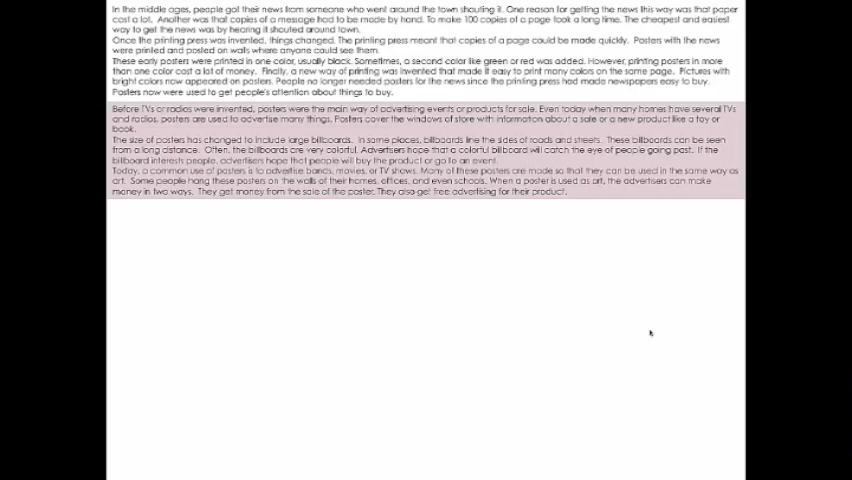 In the middle ages, people got their news from someone who went around the town shouting it. One reason for getting the news this way was that paper
cost a lot. Another was that copies of a message had to be made by hand. To make 100 copies of a page took a long time. The cheapest and easiest
way to get the news was by hearing it shouted around town.
Once the printing press was invented, things changed. The printing press meant that copies of a page could be made quickly. Posters with the news
were printed and posted on walls where anyone could see them.
These early posters were printed in one color, usually black. Sometimes, a second color like green or red was added. However, printing posters in more
than one color cost a lot of money. Finally, a new way of printing was invented that made it easy to print many colors on the same page. Pictures with
bright colors now appeared on posters. People no longer needed posters for the news since the printing press had made newspapers easy to buy.
Posters now were used to get people's attention about things to buy.
Before TVs or radios were invented, posters were the main way of advertising events or products for sale. Even today when many homes have several TVs
and radios, posters are used to advertise many things. Posters cover the windows of store with information about a sale or a new product like a toy or
book.
The size of posters has changed to include large billboards. In some places, billboards line the sides of roads and streets. These billboards can be seen
from a long distance. Often, the billboards are very colorful. Advertisers hope that a colorful billboard will catch the eye of people going past. If the
billboard interests people, advertisers hope that people will buy the product or go to an event.
Today, a common use of posters is to advertise bands, movies, or TV shows. Many of these posters are made so that they can be used in the same way as
art. Some people hang these posters on the walls of their homes, offices, and even schools. When a poster is used as art, the advertisers can make
money in two ways. They get money from the sale of the poster. They also get free advertising for their product.